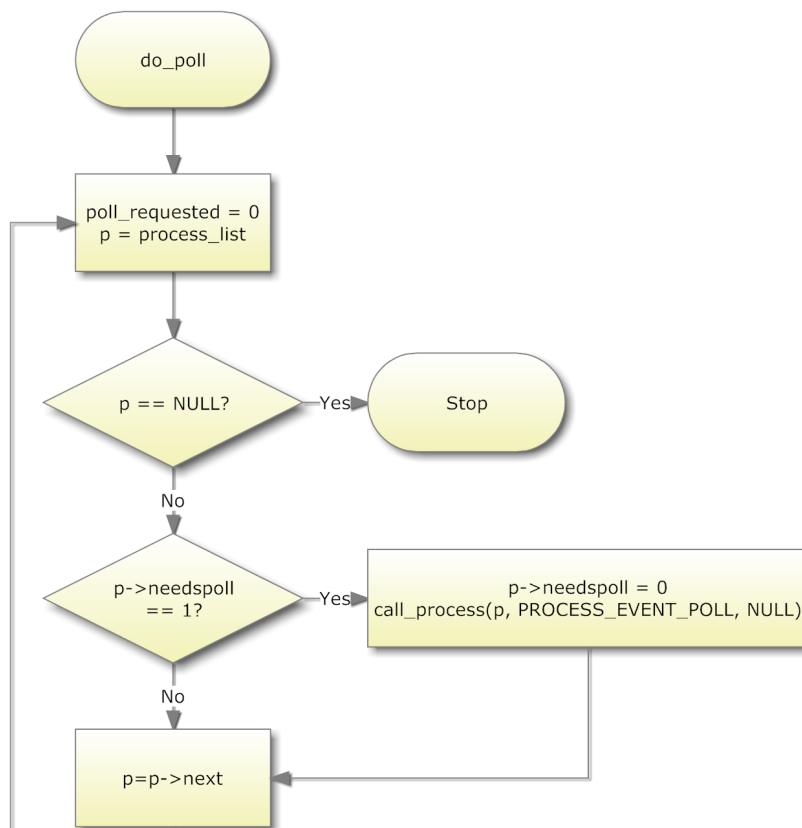 do_poll
poll_requested = 0
p = process_list
p == NULL?
Yes
Stop
No
p->needspoll
== 1?
Yes
p->needspoll = 0
call_process(p, PROCESS_EVENT_POLL, NULL)
No
p=p->next